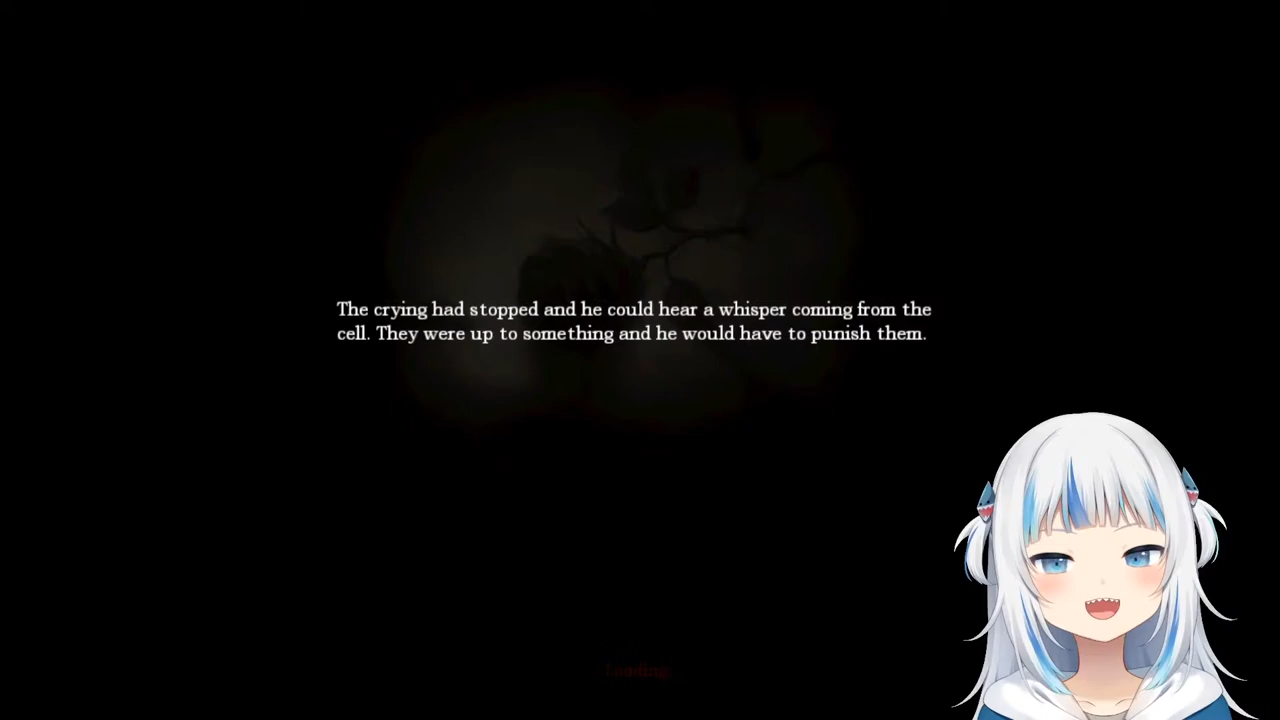 The crying had stopped and he could hear a whisper coming from the
cell. They were up to something and he would have to punish them.
Loading